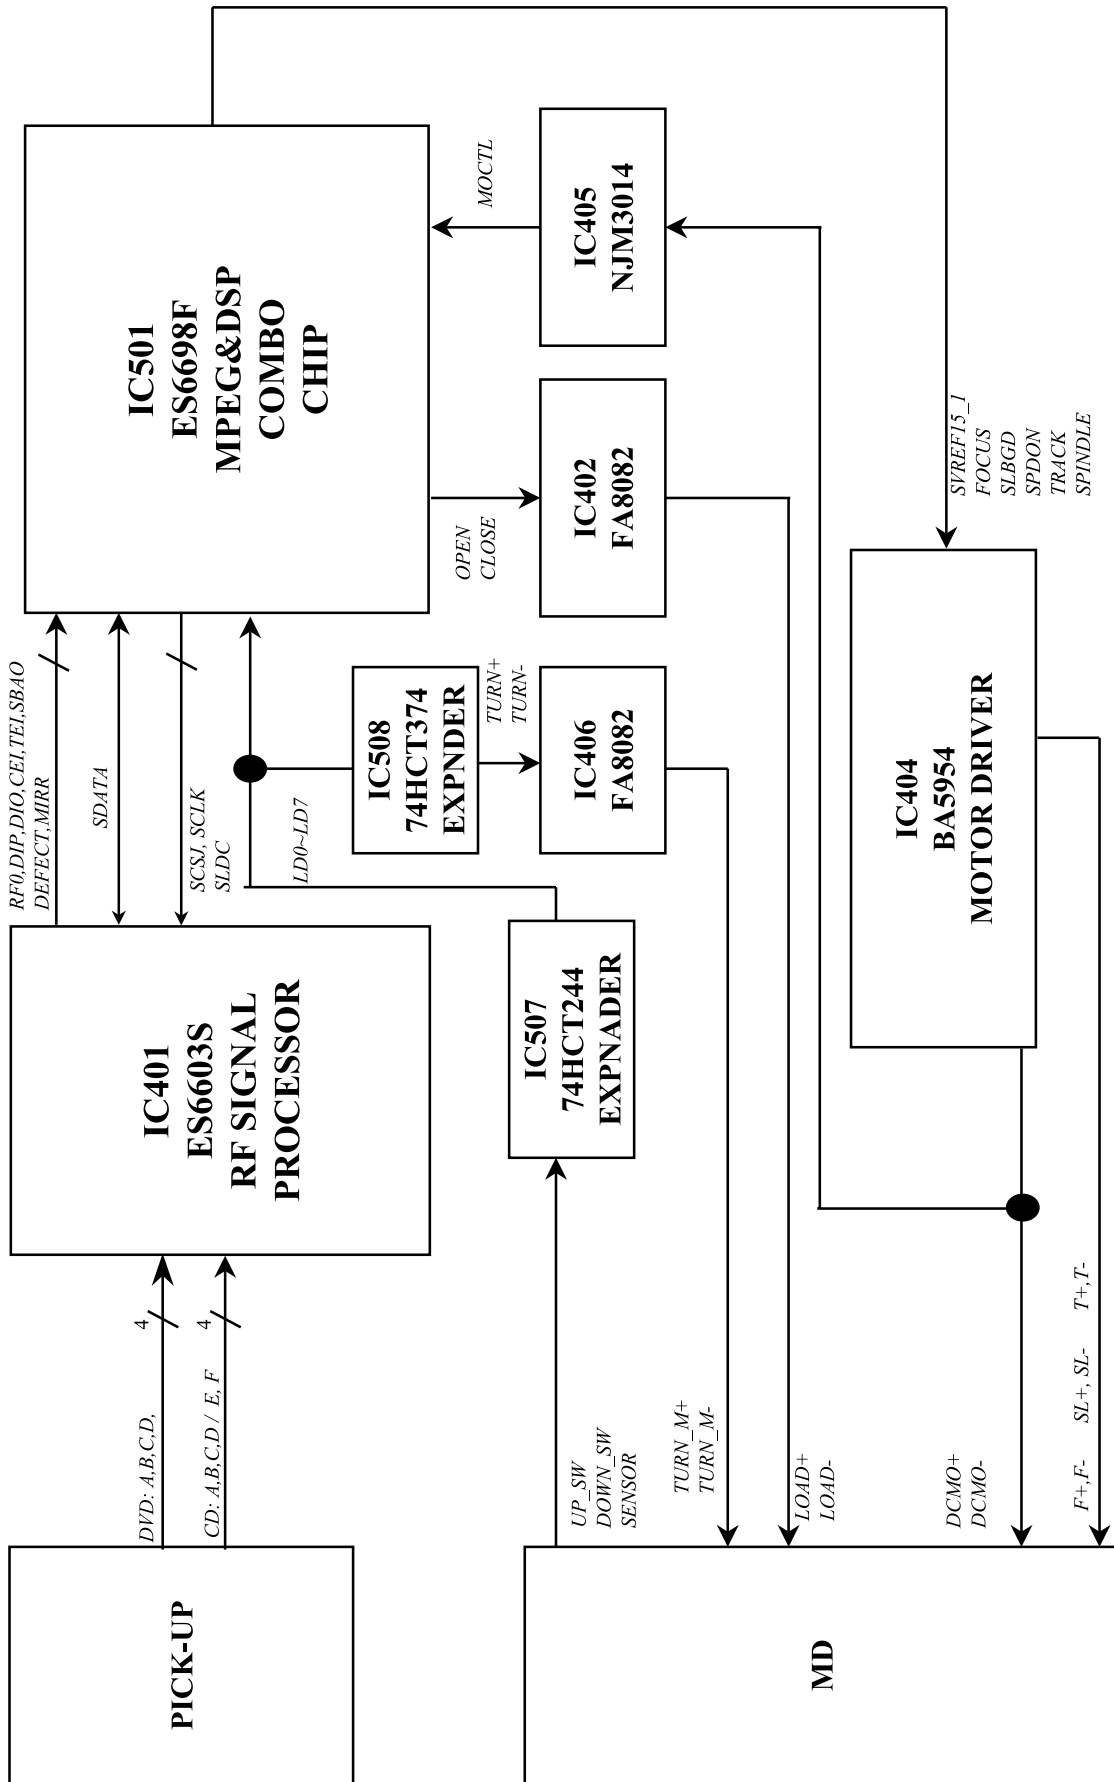 PICK-UP
DVD: A,B,C,D,
CD: A,B,C,D / E, F
4
4
IC401
ES6603S
RF SIGNAL
PROCESSOR
RF0,DIP,DIO,CEI,TEI,SBAO
DEFECT,MIRR
SDATA
SCSJ, SCLK
SLDC
LD0~LD7
IC501
ES6698F
MPEG&DSP
COMBO
CHIP
MD
UP_SW
DOWN_SW
SENSOR
IC507
74HCT244
EXPNADER
IC508
74HCT374
EXPNDER
TURN+
TURN-
IC406
FA8082
OPEN
CLOSE
IC402
FA8082
MOCTL
IC405
NJM3014
TURN_M+
TURN_M-
LOAD+
LOAD-
DCMO+
DCMO-
F+,F- SL+, SL- T+,T-
IC404
BA5954
MOTOR DRIVER
SVREF15_1
FOCUS
SLBGD
SPDON
TRACK
SPINDLE